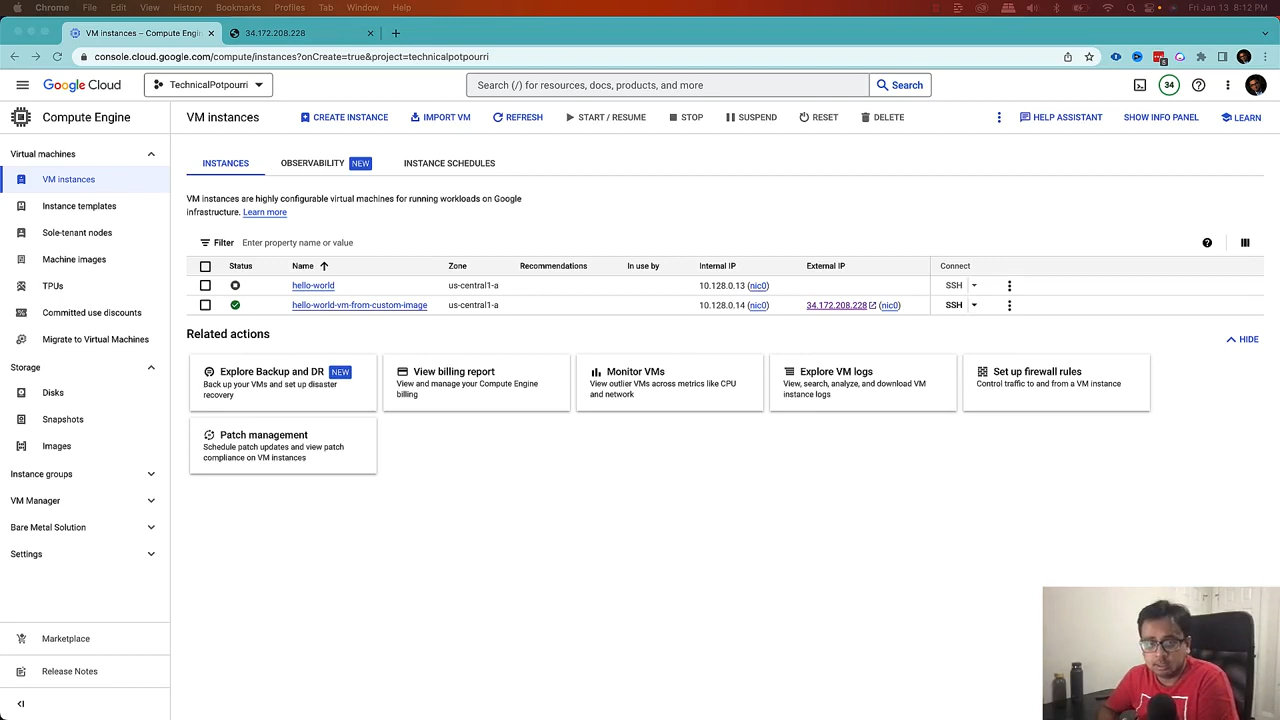 Chrome File Edit View History Bookmarks Profiles Tab Window Help Fri Jan 13 8:12 PM
VM instances – Compute Engin
34.172.208.228
console.cloud.google.com/compute/instances?onCreate=true&project=technicalpotpourri
Google Cloud
TechnicalPotpourri
Search (/) for resources, docs, products, and more
Search
34
Compute Engine
VM instances
CREATE INSTANCE
IMPORT VM
REFRESH
START / RESUME
STOP
SUSPEND
RESET
DELETE
HELP ASSISTANT
SHOW INFO PANEL
LEARN
Virtual machines
VM instances
Instance templates
Sole-tenant nodes
Machine images
TPUs
Committed use discounts
Migrate to Virtual Machines
Storage
Disks
Snapshots
Images
Instance groups
VM Manager
Bare Metal Solution
Settings
Marketplace
Release Notes
INSTANCES
OBSERVABILITY NEW
INSTANCE SCHEDULES
VM instances are highly configurable virtual machines for running workloads on Google
infrastructure. Learn more
Filter Enter property name or value
Status Name Zone Recommendations In use by Internal IP External IP Connect
hello-world us-central1-a 10.128.0.13 (nic0) SSH
hello-world-vm-from-custom-image us-central1-a 10.128.0.14 (nic0) 34.172.208.228 (nic0) SSH
Related actions
HIDE
Explore Backup and DR NEW
Back up your VMs and set up disaster
recovery
View billing report
View and manage your Compute Engine
billing
Monitor VMs
View outlier VMs across metrics like CPU
and network
Explore VM logs
View, search, analyze, and download VM
instance logs
Set up firewall rules
Control traffic to and from a VM instance
Patch management
Schedule patch updates and view patch
compliance on VM instances